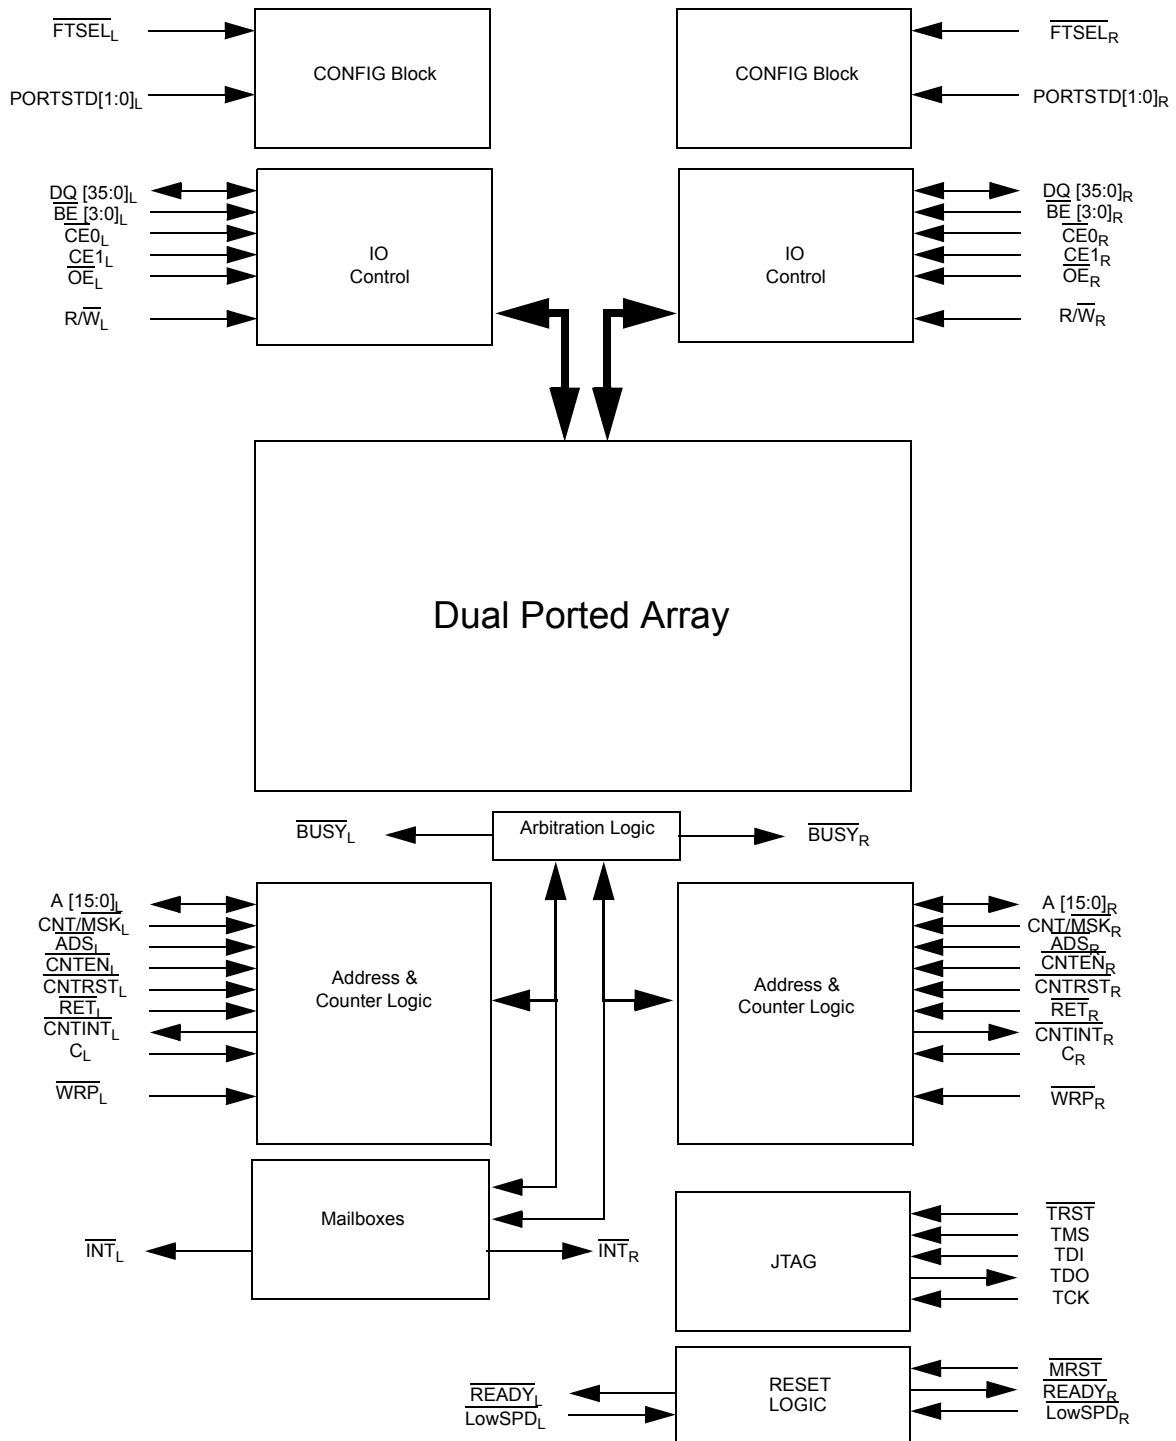 FTSEL_L
CONFIG Block
PORTSTD[1:0]_L
CONFIG Block
FTSEL_R
PORTSTD[1:0]_R
DQ [35:0]_L
BE [3:0]_L
CE0_L
CE1_L
OE_L
R/W_L
IO
Control
IO
Control
DQ [35:0]_R
BE [3:0]_R
CE0_R
CE1_R
OE_R
R/W_R
Dual Ported Array
BUSY_L
Arbitration Logic
BUSY_R
A [15:0]_L
CNT/MSK_L
ADS_L
CNTEN_L
CNTRST_L
RET_L
CNTINT_L
C_L
WRP_L
Address &
Counter Logic
Address &
Counter Logic
A [15:0]_R
CNT/MSK_R
ADS_R
CNTEN_R
CNTRST_R
RET_R
CNTINT_R
C_R
WRP_R
Mailboxes
INT_L
INT_R
JTAG
TRST
TMS
TDI
TDO
TCK
READY_L
LowSPD_L
RESET
LOGIC
MRST
READY_R
LowSPD_R